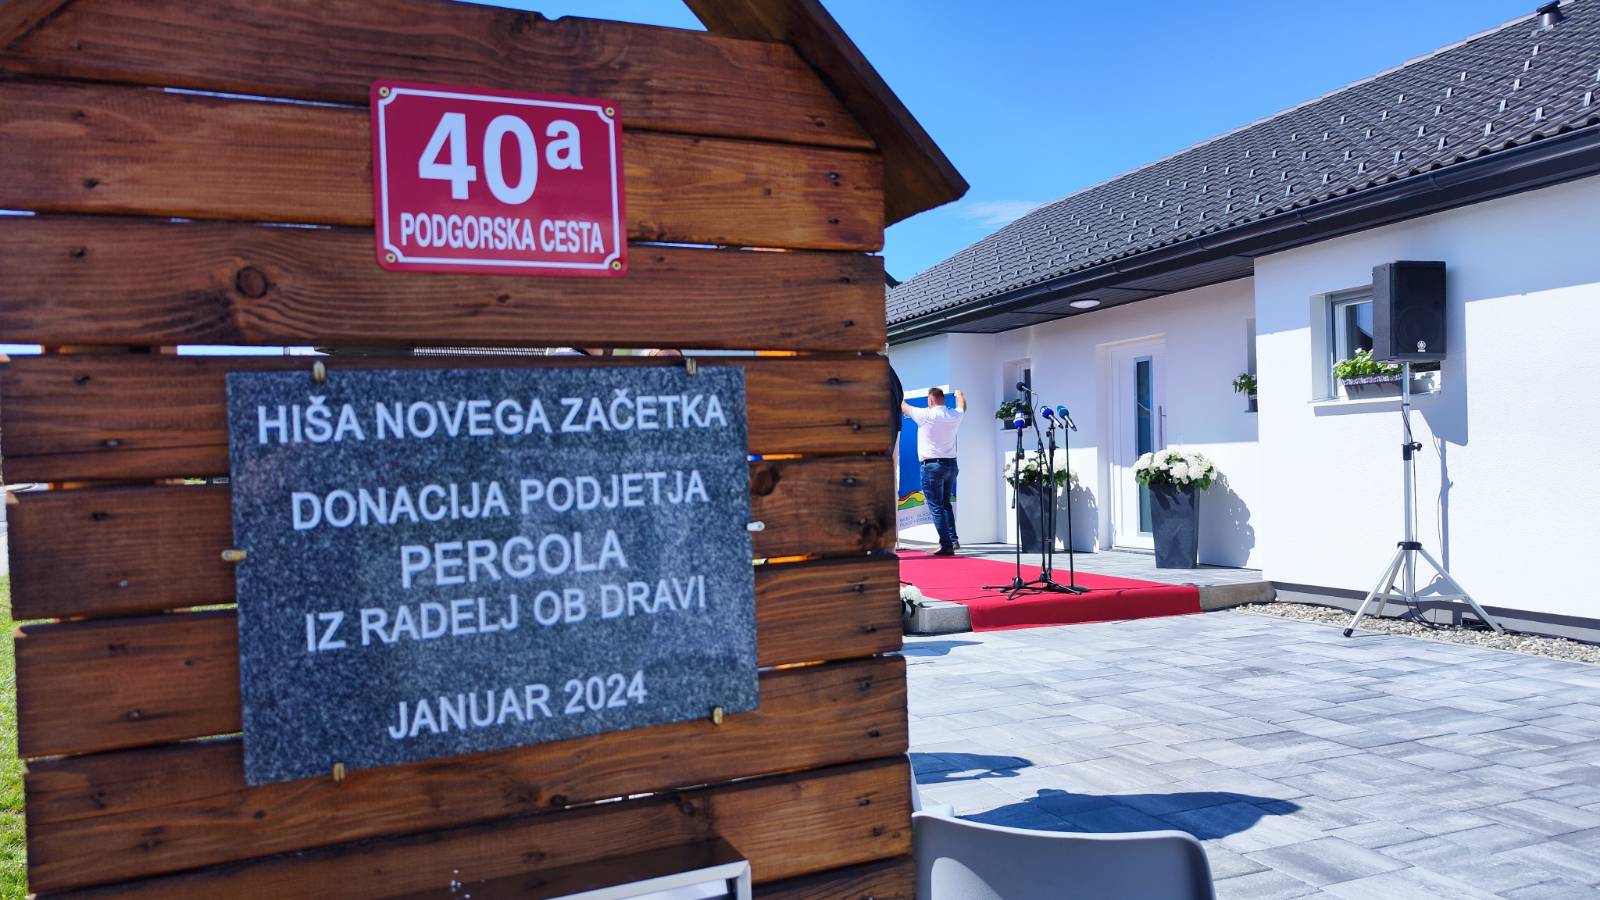 40a
PODGORSKA CESTA
HIŠA NOVEGA ZAČETKA
DONACIJA PODJETJA
PERGOLA
IZ RADELJ OB DRAVI
JANUAR 2024